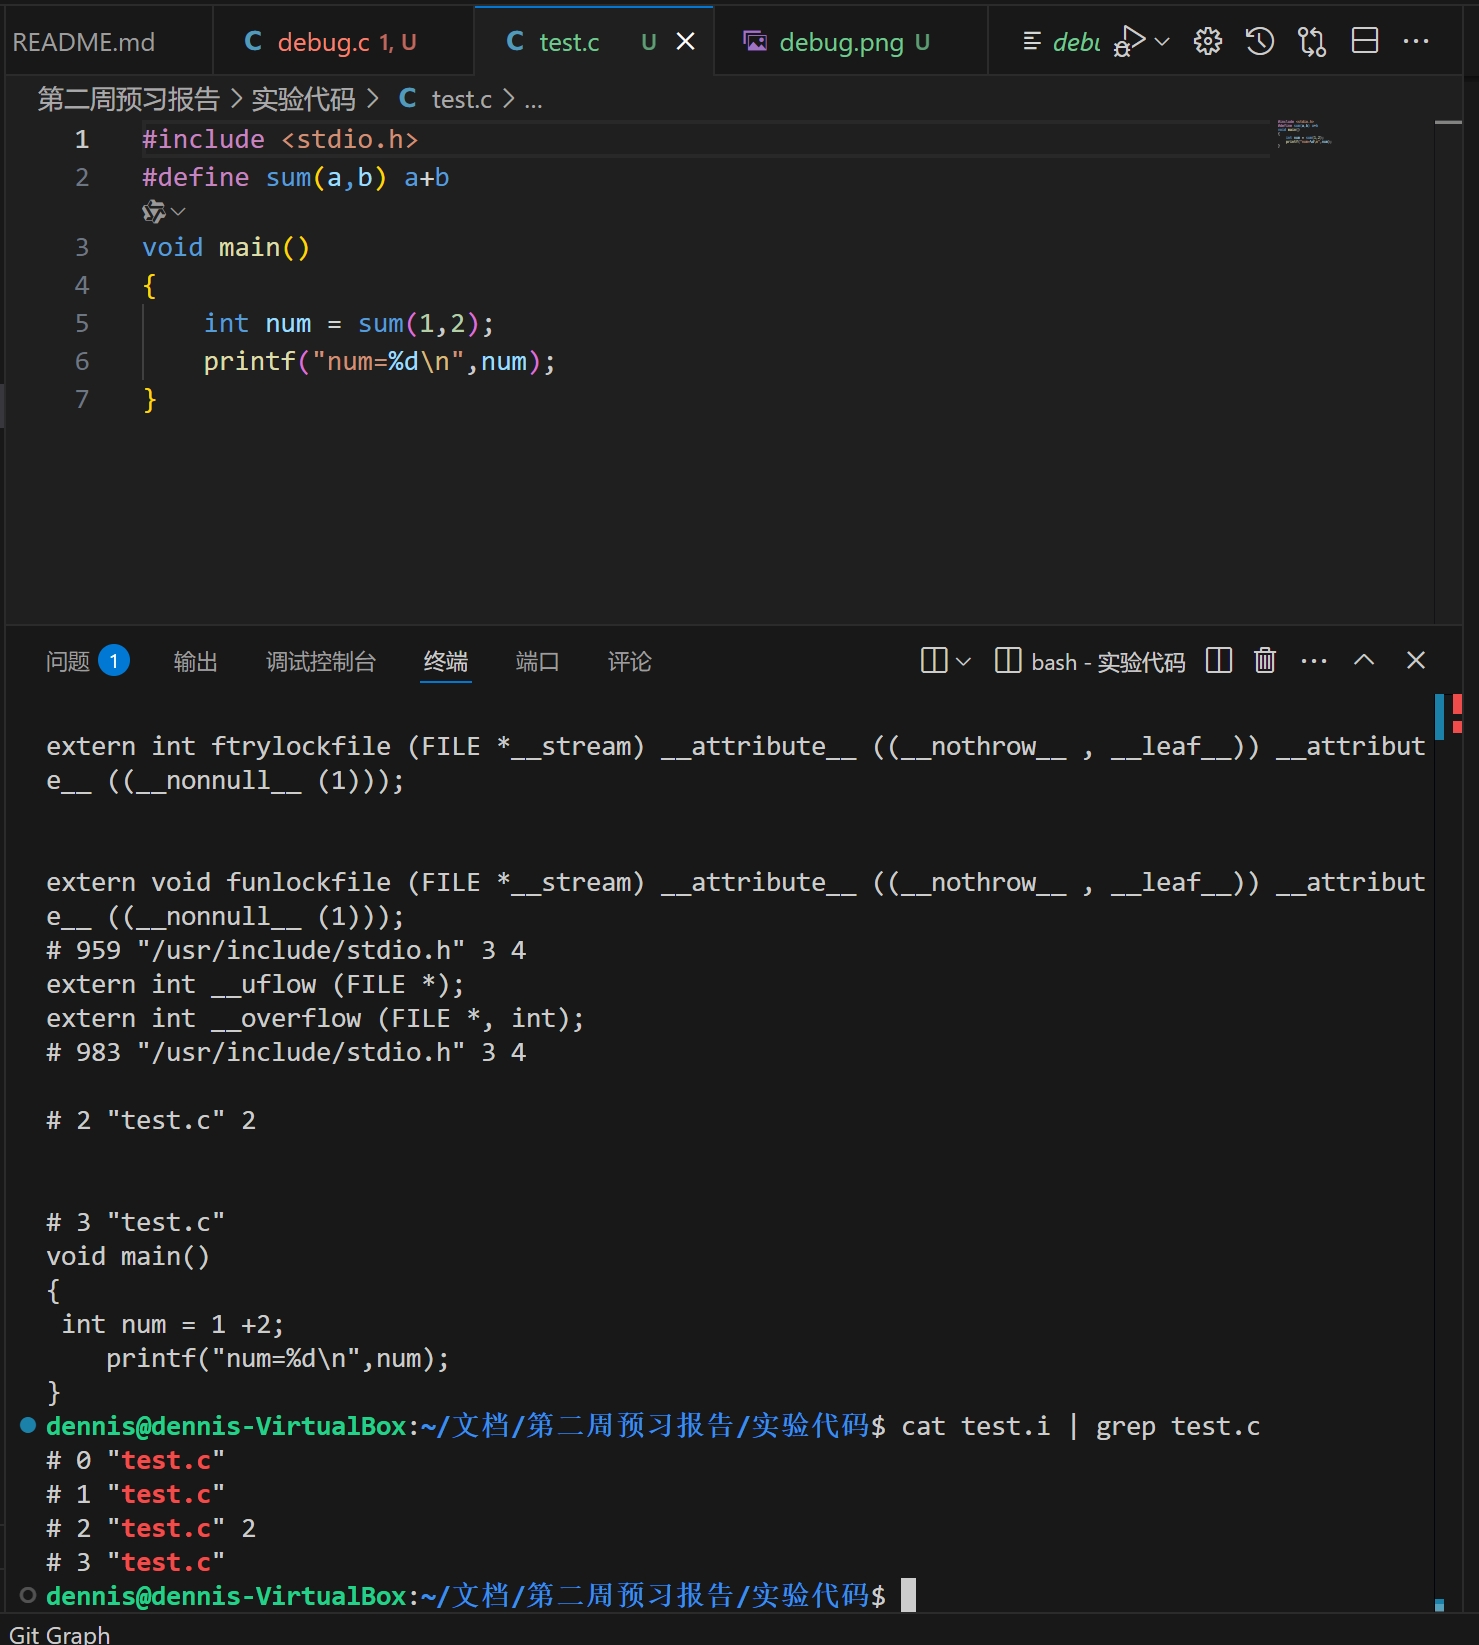 README.md
C debug.c 1, U
C test.c U
debug.png U
debu
第二周预习报告 > 实验代码 > C test.c > ...
1 #include <stdio.h>
2 #define sum(a,b) a+b
3 void main()
4 {
5     int num = sum(1,2);
6     printf("num=%d\n",num);
7 }
问题 1 输出 调试控制台 终端 端口 评论 bash - 实验代码
extern int ftrylockfile (FILE *__stream) __attribute__ ((__nothrow__ , __leaf__)) __attribut
e__ ((__nonnull__ (1)));
extern void funlockfile (FILE *__stream) __attribute__ ((__nothrow__ , __leaf__)) __attribut
e__ ((__nonnull__ (1)));
# 959 "/usr/include/stdio.h" 3 4
extern int __uflow (FILE *);
extern int __overflow (FILE *, int);
# 983 "/usr/include/stdio.h" 3 4
# 2 "test.c" 2
# 3 "test.c"
void main()
{
 int num = 1 +2;
    printf("num=%d\n",num);
}
dennis@dennis-VirtualBox:~/文档/第二周预习报告/实验代码$ cat test.i | grep test.c
# 0 "test.c"
# 1 "test.c"
# 2 "test.c" 2
# 3 "test.c"
dennis@dennis-VirtualBox:~/文档/第二周预习报告/实验代码$
Git Graph